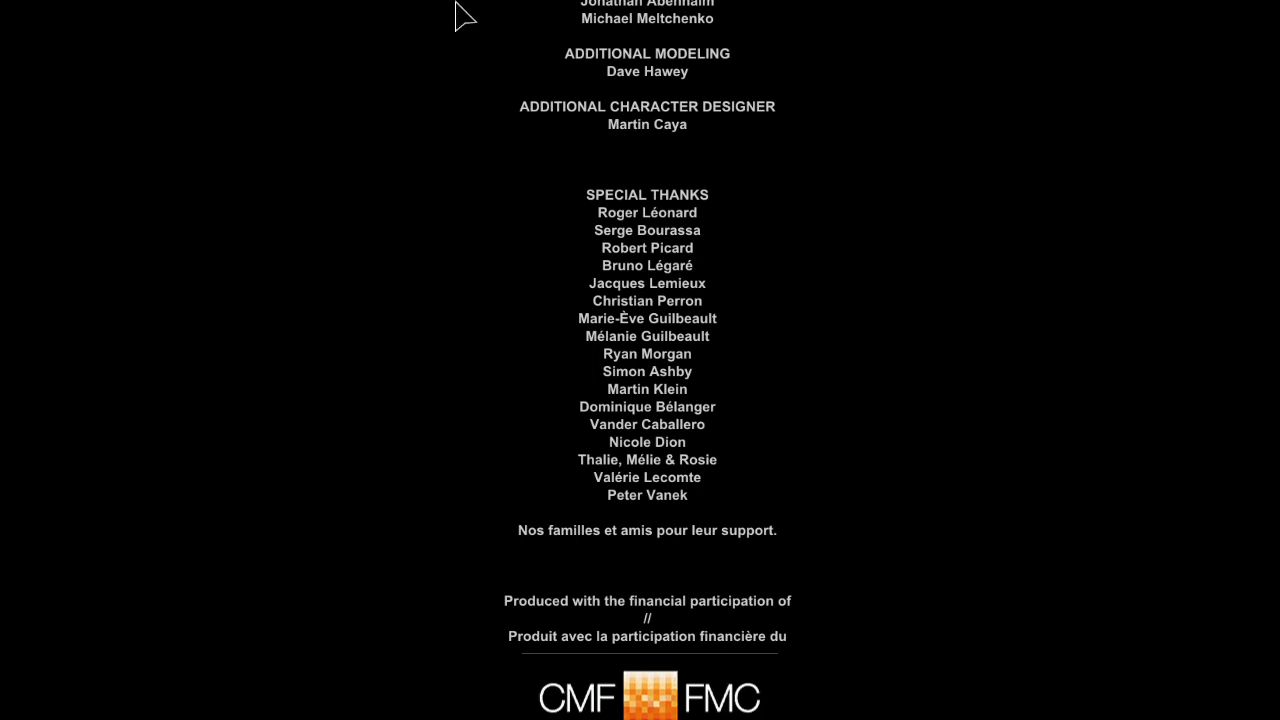 Jonathan Abenhaim
Michael Meltchenko
ADDITIONAL MODELING
Dave Hawey
ADDITIONAL CHARACTER DESIGNER
Martin Caya
SPECIAL THANKS
Roger Léonard
Serge Bourassa
Robert Picard
Bruno Légaré
Jacques Lemieux
Christian Perron
Marie-Ève Guilbeault
Mélanie Guilbeault
Ryan Morgan
Simon Ashby
Martin Klein
Dominique Bélanger
Vander Caballero
Nicole Dion
Thalie, Mélie & Rosie
Valérie Lecomte
Peter Vanek
Nos familles et amis pour leur support.
Produced with the financial participation of
//
Produit avec la participation financière du
CMF FMC